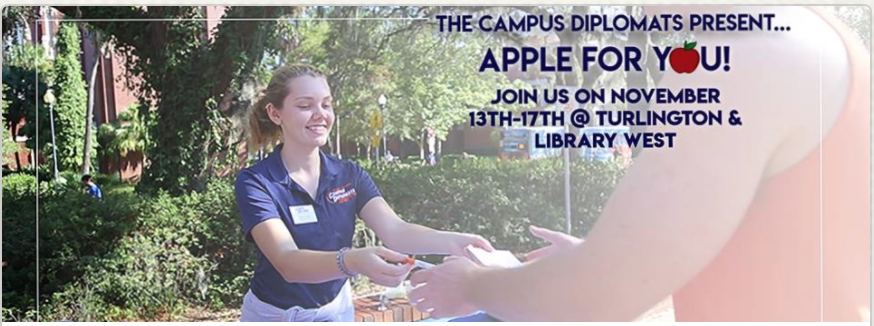 THE CAMPUS DIPLOMATS PRESENT...
APPLE FOR YOU!
JOIN US ON NOVEMBER
13TH-17TH @ TURLINGTON &
LIBRARY WEST